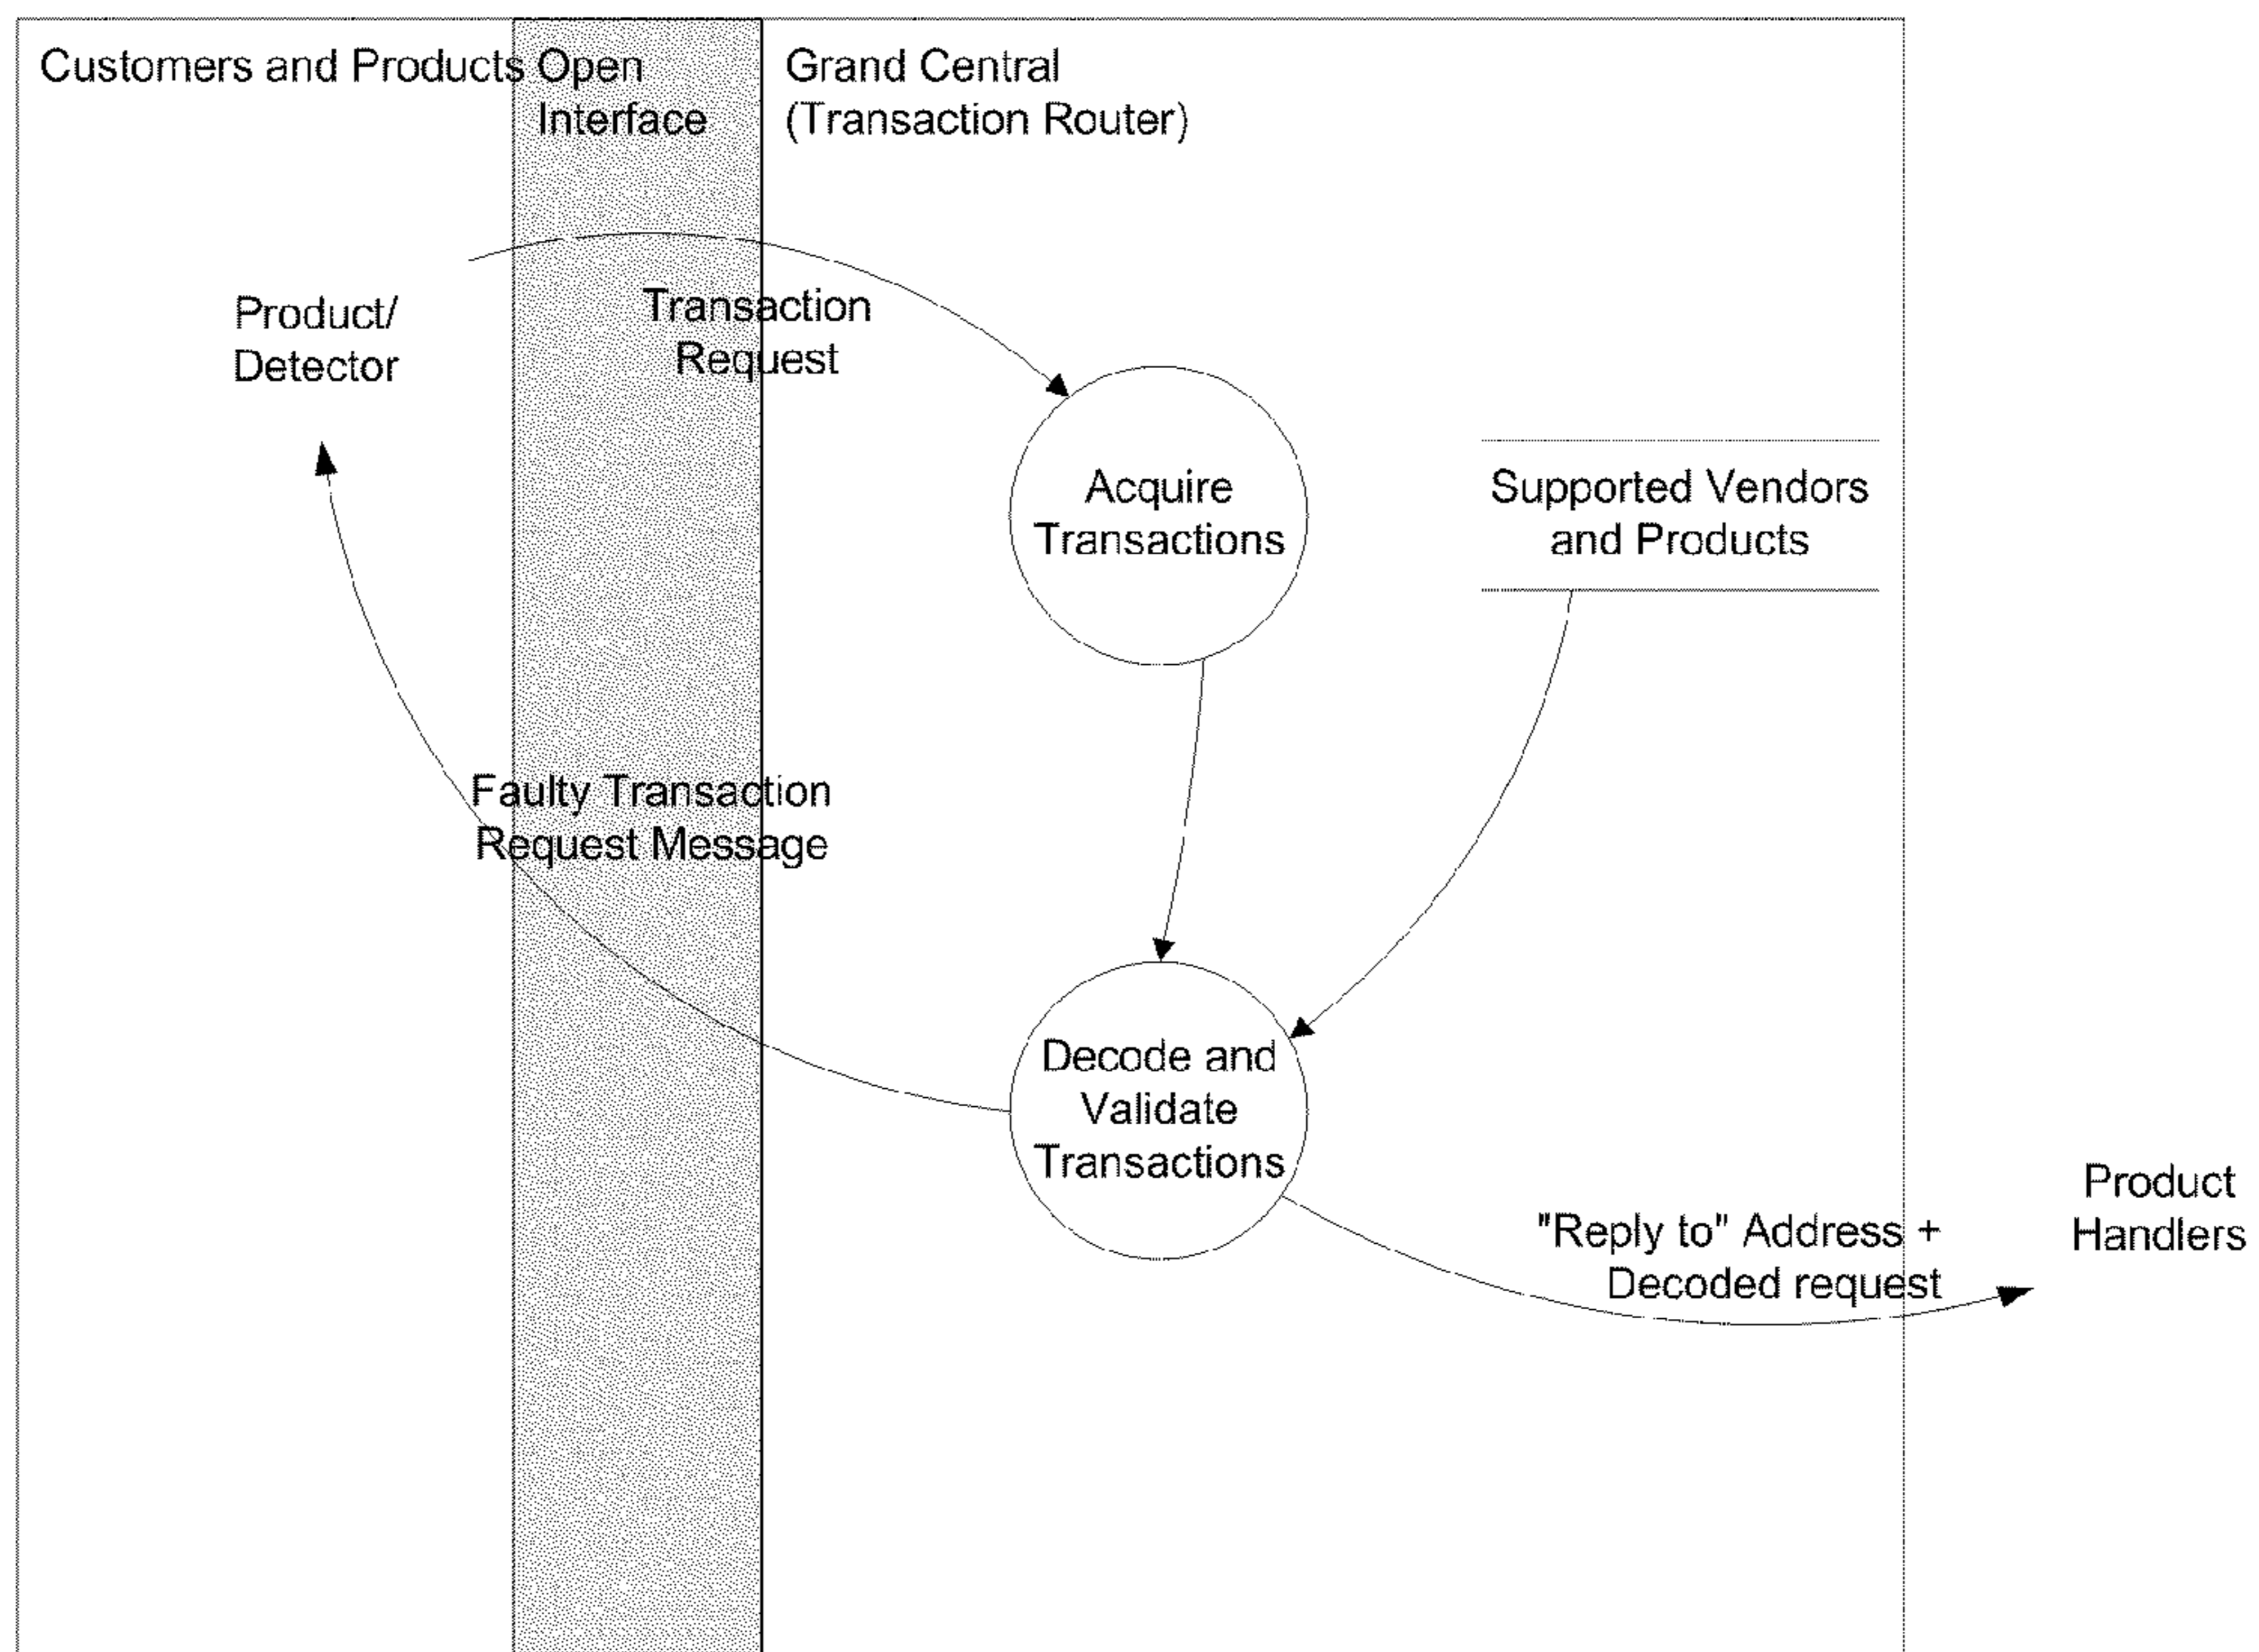 Customers and Products
Open
Interface
Grand Central
(Transaction Router)
Product/
Detector
Transaction
Request
Acquire
Transactions
Supported Vendors
and Products
Faulty Transaction
Request Message
Decode and
Validate
Transactions
"Reply to" Address +
Decoded request
Product
Handlers